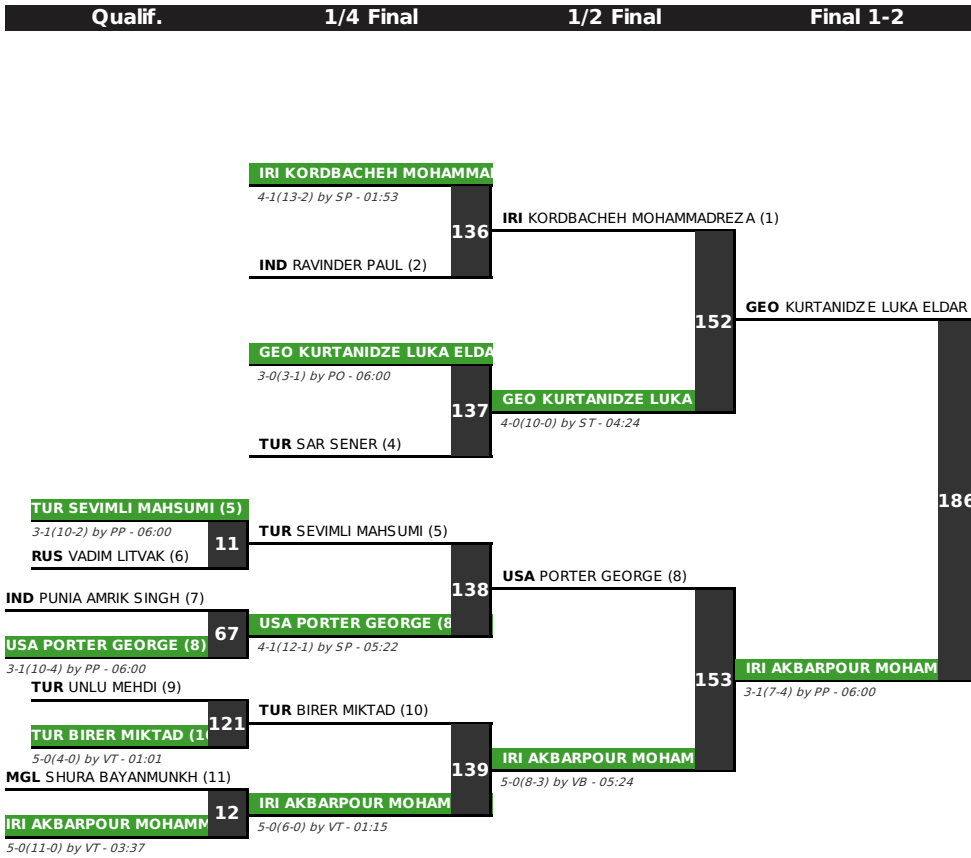 Qualif. 1/4 Final 1/2 Final Final 1-2
IRI KORDBACHEH MOHAMMA
4-1(13-2) by SP - 01:53
136
IRI KORDBACHEH MOHAMMADREZA (1)
IND RAVINDER PAUL (2)
152
GEO KURTANIDZE LUKA ELDAR
GEO KURTANIDZE LUKA ELDA
3-0(3-1) by PO - 06:00
137
GEO KURTANIDZE LUKA
4-0(10-0) by ST - 04:24
TUR SAR SENER (4)
186
TUR SEVIMLI MAHSUMI (5)
3-1(10-2) by PP - 06:00
11
RUS VADIM LITVAK (6)
TUR SEVIMLI MAHSUMI (5)
138
USA PORTER GEORGE (8)
IND PUNIA AMRIK SINGH (7)
67
USA PORTER GEORGE (8)
3-1(10-4) by PP - 06:00
USA PORTER GEORGE (8
4-1(12-1) by SP - 05:22
153
IRI AKBARPOUR MOHAM
3-1(7-4) by PP - 06:00
TUR UNLU MEHDI (9)
121
TUR BIRER MIKTAD (10
5-0(4-0) by VT - 01:01
TUR BIRER MIKTAD (10)
139
IRI AKBARPOUR MOHAM
5-0(8-3) by VB - 05:24
MGL SHURA BAYANMUNKH (11)
12
IRI AKBARPOUR MOHAMM
5-0(11-0) by VT - 03:37
IRI AKBARPOUR MOHAM
5-0(6-0) by VT - 01:15